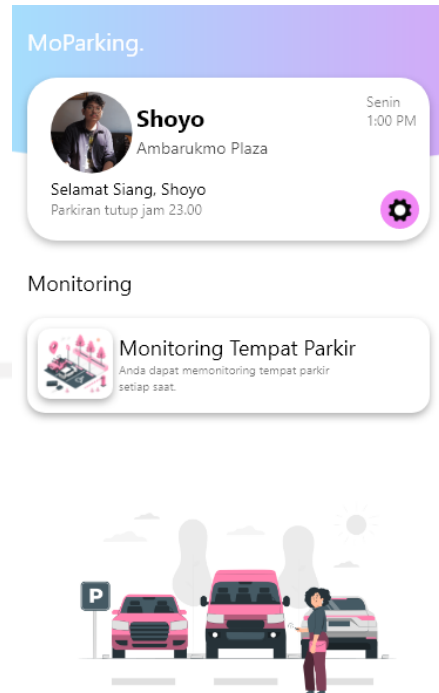 MoParking.
Shoyo
Ambarukmo Plaza
Senin
1:00 PM
Selamat Siang, Shoyo
Parkiran tutup jam 23.00
Monitoring
Monitoring Tempat Parkir
Anda dapat memonitoring tempat parkir
setiap saat.
P